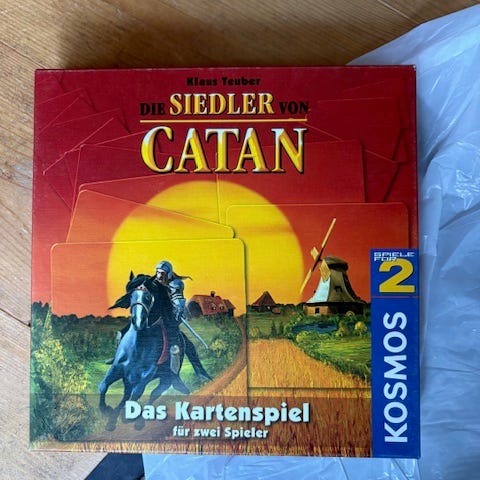 Klaus Teuber
DIE SIEDLER VON
CATAN
SPIELE
FÜR
2
KOSMOS
Das Kartenspiel
für zwei Spieler